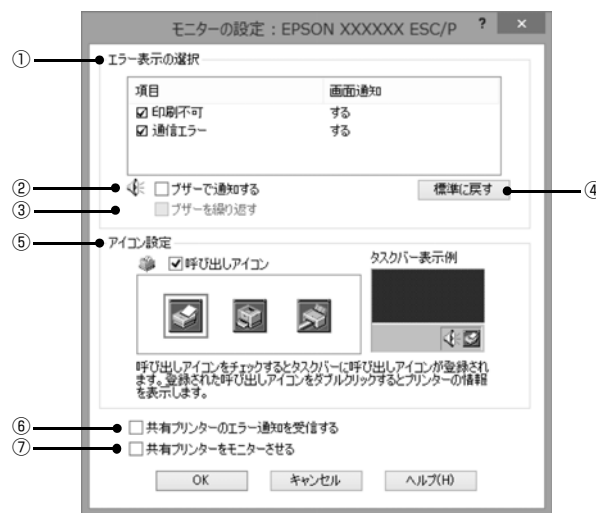 モニターの設定：EPSON XXXXXX ESC/P ? ×
① エラー表示の選択
項目 画面通知
印刷不可 する
通信エラー する
② ブザーで通知する 標準に戻す ④
③ ブザーを繰り返す
⑤ アイコン設定
呼び出しアイコン タスクバー表示例
呼び出しアイコンをチェックするとタスクバーに呼び出しアイコンが登録され
ます。登録された呼び出しアイコンをダブルクリックするとプリンターの情報
を表示します。
⑥ 共有プリンターのエラー通知を受信する
⑦ 共有プリンターをモニターさせる
OK キャンセル ヘルプ(H)